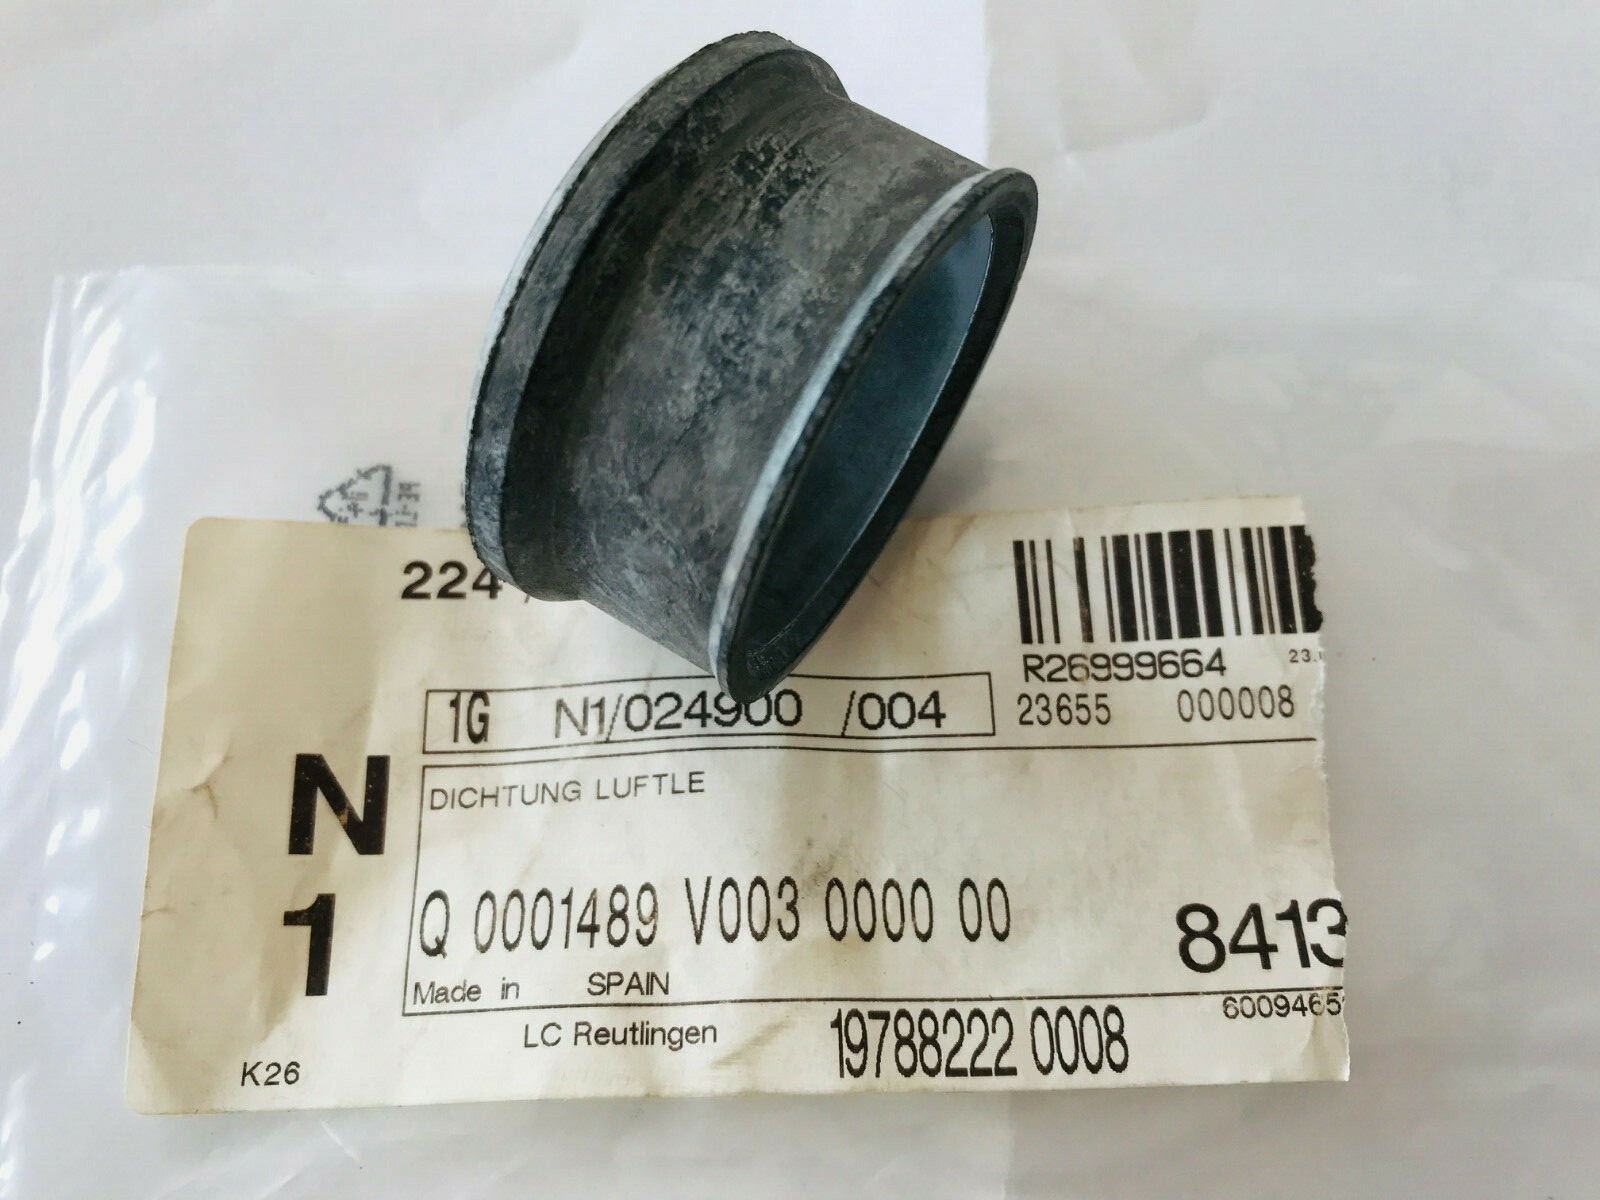 224
R26999664
23655 000008
1G N1/024900 /004
N
1
DICHTUNG LUFTLE
Q 0001489 V003 0000 00
8413
Made in SPAIN
6009465
LC Reutlingen
19788222 0008
K26